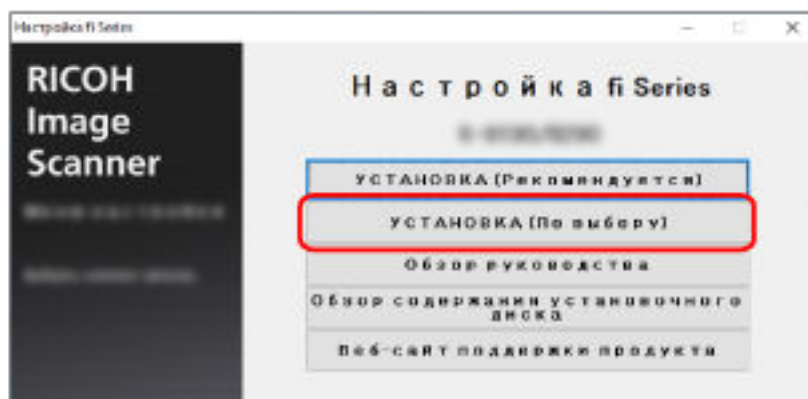 Настройка fi Series
RICOH
Image
Scanner
Настройка fi Series
УСТАНОВКА (Рекомендуется)
УСТАНОВКА (По выбору)
Обзор руководства
Обзор содержания установочного
диска
Веб-сайт поддержки продукта